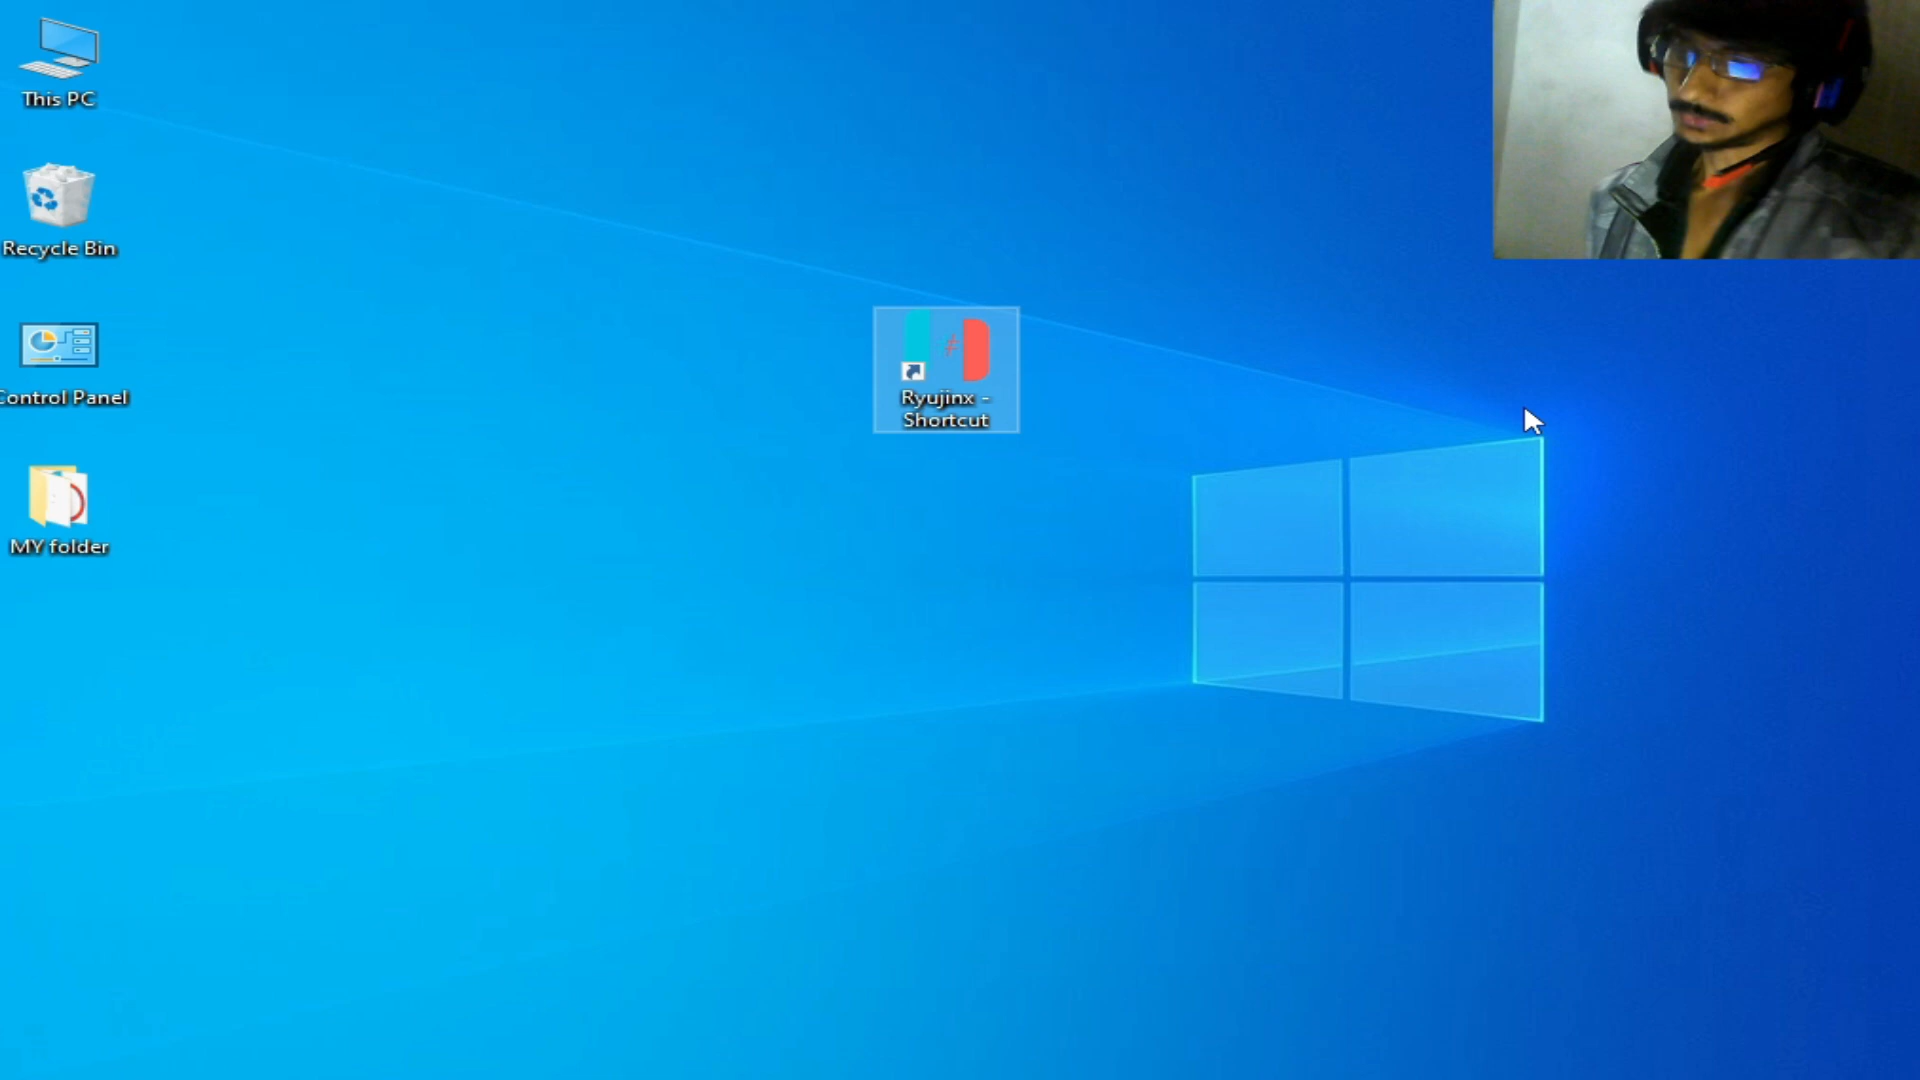 This PC
Recycle Bin
Control Panel
MY folder
Ryujinx -
Shortcut